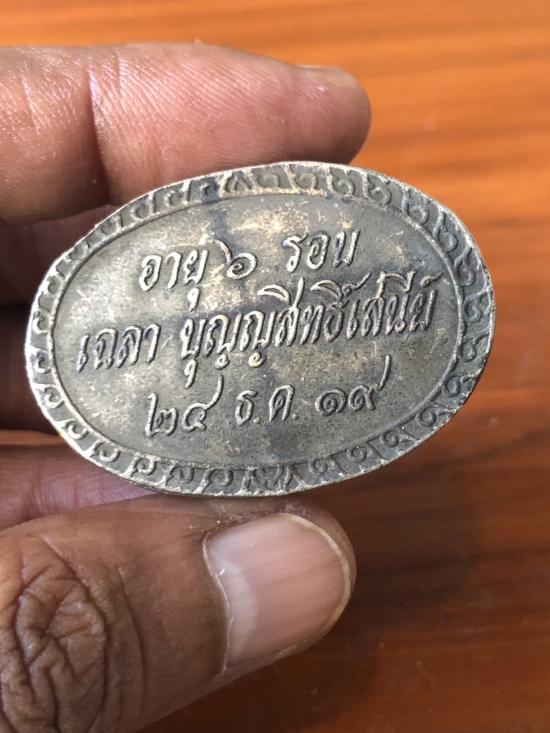 อายุ ๖ รอบ
เฉลา บุญญสิทธิ์เสนีย์
๒๔ ธ.ค. ๑๙